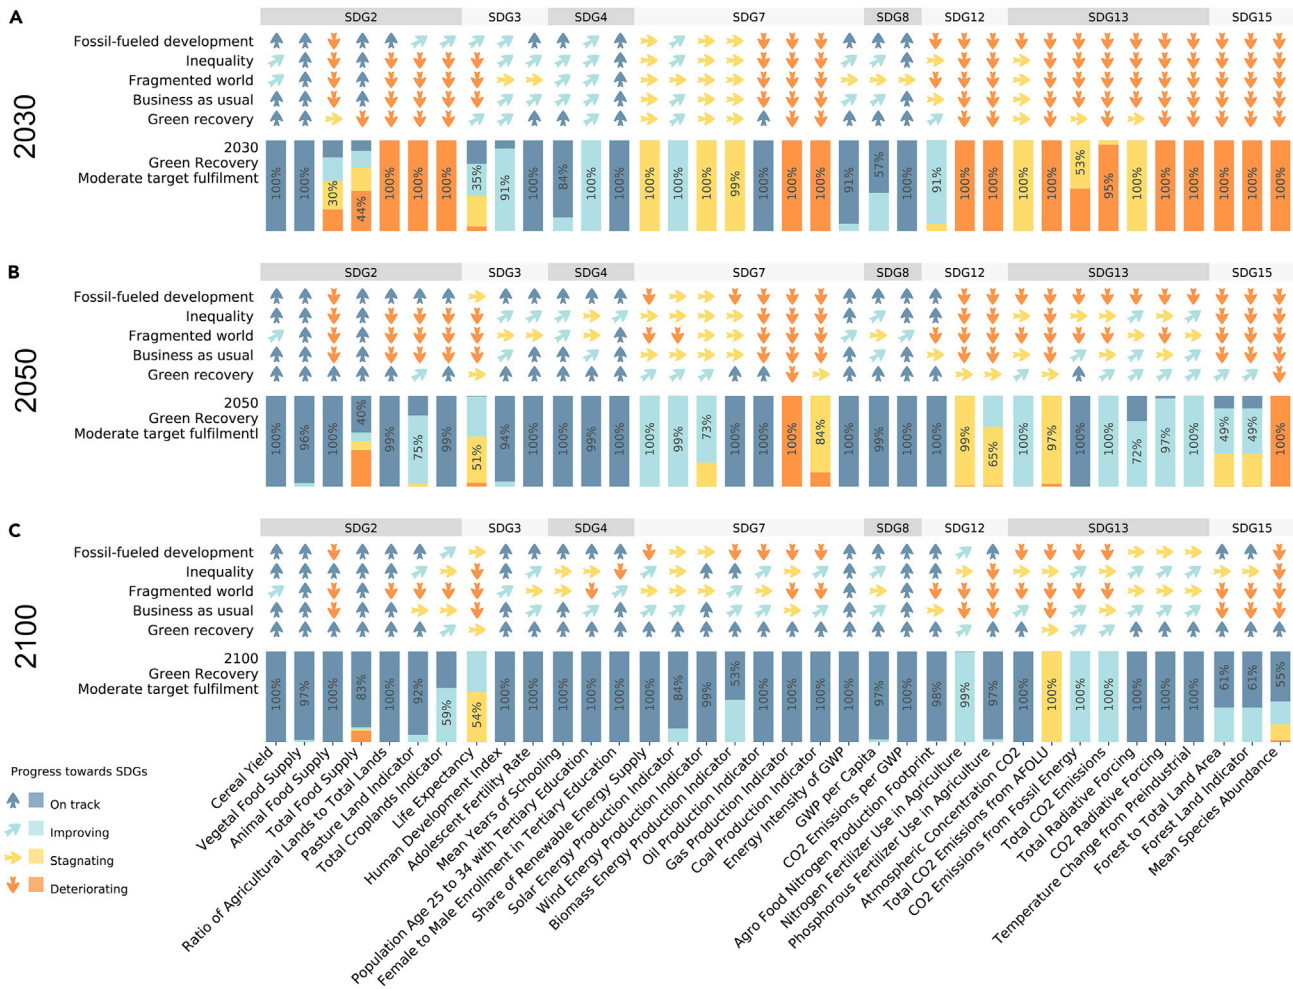 A
SDG2 SDG3 SDG4 SDG7 SDG8 SDG12 SDG13 SDG15
2030
Fossil-fueled development
Inequality
Fragmented world
Business as usual
Green recovery
2030
Green Recovery
Moderate target fulfilment
100% 100% 30% 44% 100% 100% 100% 35% 91% 100% 84% 100% 100% 100% 100% 100% 99% 100% 100% 100% 91% 57% 100% 91% 100% 100% 100% 53% 95% 100% 100% 100% 100% 100% 100%
B
SDG2 SDG3 SDG4 SDG7 SDG8 SDG12 SDG13 SDG15
2050
Fossil-fueled development
Inequality
Fragmented world
Business as usual
Green recovery
2050
Green Recovery
Moderate target fulfilmentl
100% 96% 100% 40% 99% 75% 99% 51% 94% 100% 100% 99% 100% 100% 99% 73% 100% 100% 100% 84% 100% 99% 100% 100% 99% 65% 100% 97% 100% 100% 72% 97% 100% 49% 49% 100%
C
SDG2 SDG3 SDG4 SDG7 SDG8 SDG12 SDG13 SDG15
2100
Fossil-fueled development
Inequality
Fragmented world
Business as usual
Green recovery
2100
Green Recovery
Moderate target fulfilment
100% 97% 100% 83% 100% 92% 59% 54% 100% 100% 100% 100% 100% 100% 84% 99% 53% 100% 100% 100% 100% 97% 100% 98% 99% 97% 100% 100% 100% 100% 100% 100% 100% 61% 61% 55%
Cereal Yield
Vegetal Food Supply
Animal Food Supply
Total Food Supply
Ratio of Agricultural Lands to Total Lands
Pasture Land Indicator
Total Croplands Indicator
Life Expectancy
Human Development Index
Adolescent Fertility Rate
Mean Years of Schooling
Population Age 25 to 34 with Tertiary Education
Female to Male Enrollment in Tertiary Education
Share of Renewable Energy Supply
Solar Energy Production Indicator
Wind Energy Production Indicator
Biomass Energy Production Indicator
Oil Production Indicator
Gas Production Indicator
Coal Production Indicator
Energy Intensity of GWP
GWP per Capita
CO2 Emissions per GWP
Agro Food Nitrogen Production Footprint
Nitrogen Fertilizer Use in Agriculture
Phosphorous Fertilizer Use in Agriculture
Atmospheric Concentration CO2
Total CO2 Emissions from AFOLU
CO2 Emissions from Fossil Energy
Total CO2 Emissions
Total Radiative Forcing
CO2 Radiative Forcing
Temperature Change from Preindustrial
Forest to Total Land Area
Forest Land Indicator
Mean Species Abundance
Progress towards SDGs
On track
Improving
Stagnating
Deteriorating